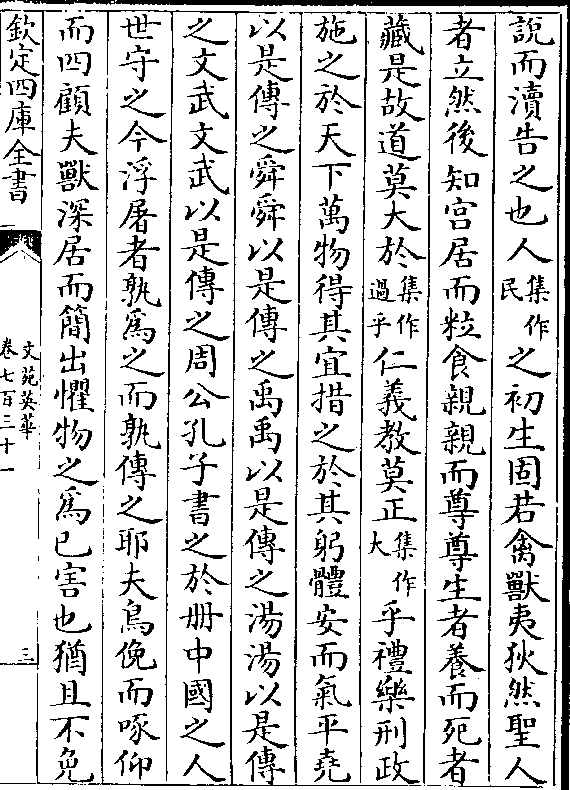 說而瀆告之也人集作民之初生固若禽獸夷狄然聖人
者立然後知宫居而粒食親親而尊尊生者養而死者
藏是故道莫大於集作過乎仁義教莫正集作大乎禮樂刑政
施之於天下萬物得其宜措之於其躬體安而氣平堯
以是傳之舜舜以是傳之禹禹以是傳之湯湯以是傳
之文武文武以是傳之周公孔子書之於册中國之人
世守之今浮屠者孰為之而孰傳之耶夫鳥俛而啄仰
而四顧夫獸深居而簡出懼物之為已害也猶且不免
欽定四庫全書
文苑英華
卷七百三十一
三